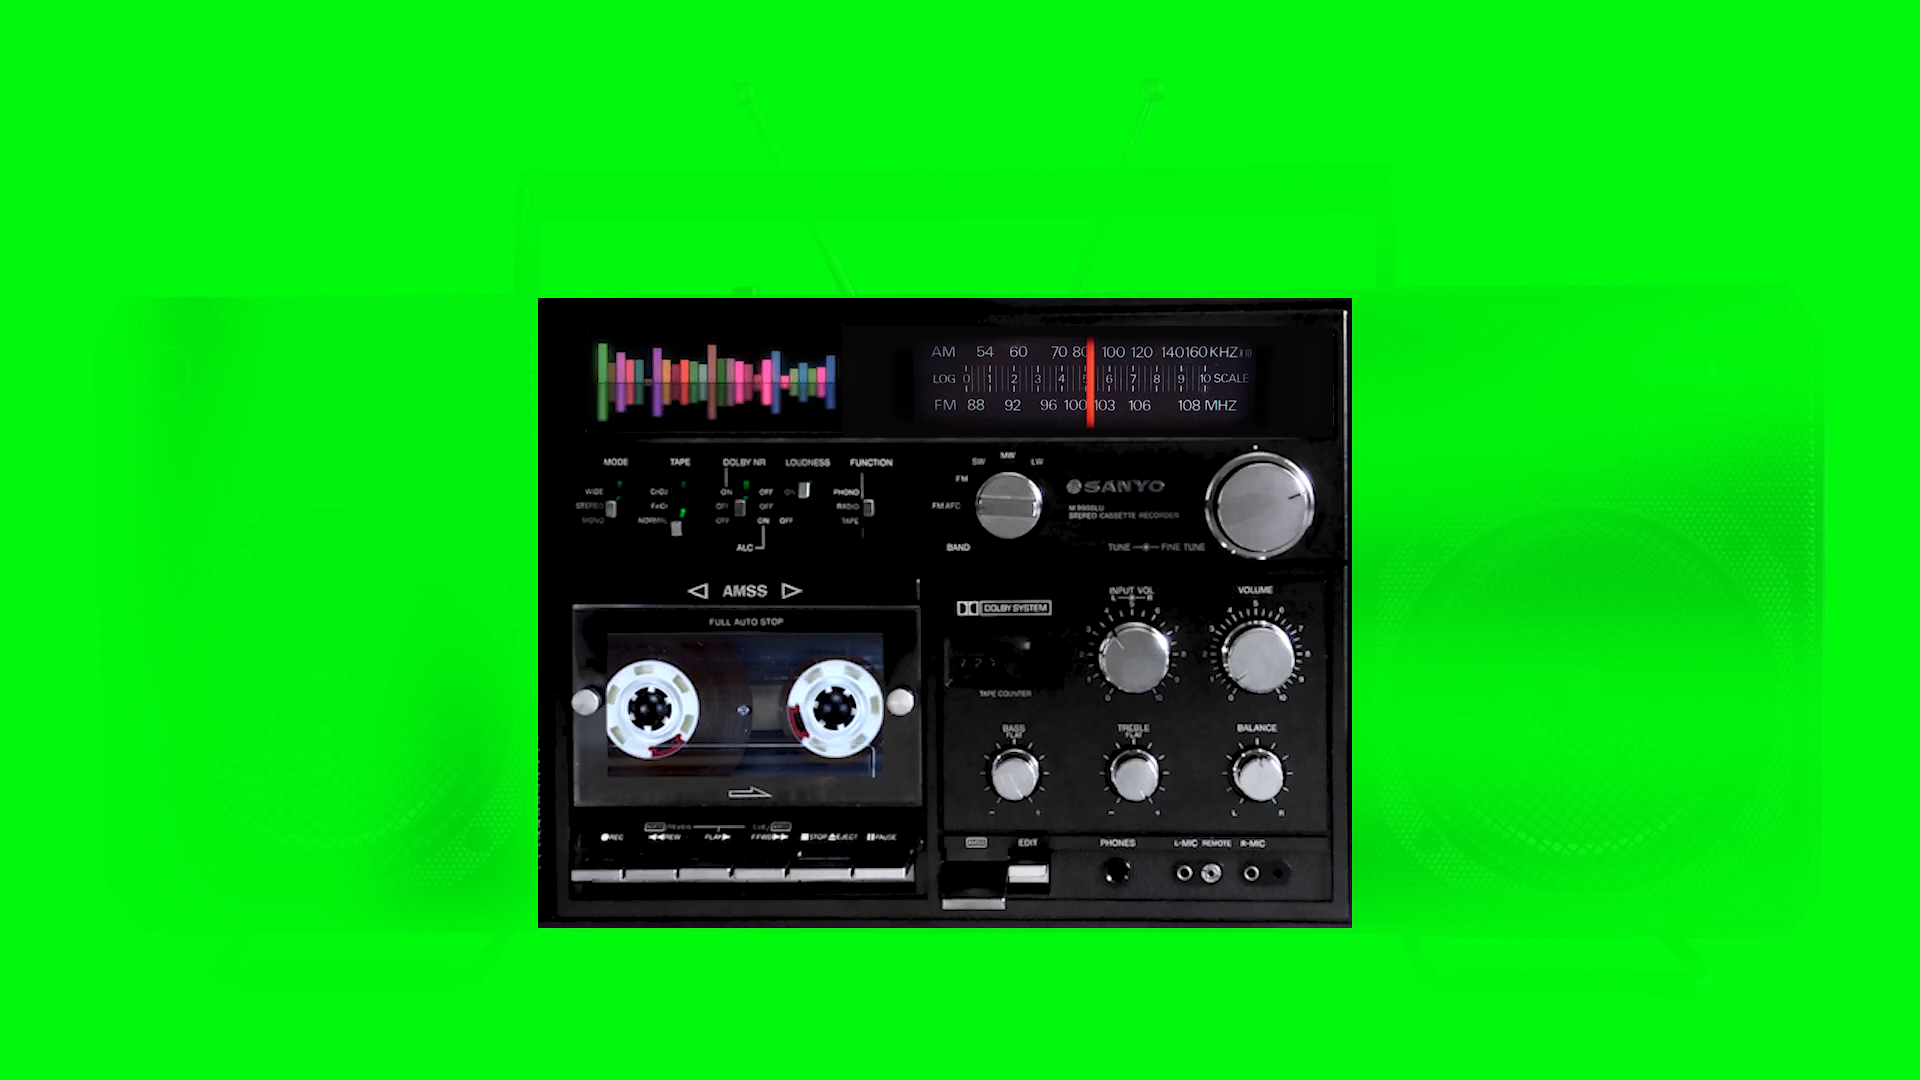 AM 54 60 70 80 100 120 140 160 KHZ X10
LOG 0 1 2 3 4 5 6 7 8 9 10 SCALE
FM 88 92 96 100 103 106 108 MHZ
MODE TAPE DOLBY NR LOUDNESS FUNCTION
WIDE
STEREO
MONO
CrO2
FeCr
NORMAL
ON OFF
OFF OFF
OFF ON OFF
ALC
ON
PHONO
RADIO
TAPE
SW MW LW
FM
FM AFC
BAND
SANYO
STEREO CASSETTE RECORDER
TUNE FINE TUNE
AMSS
FULL AUTO STOP
DOLBY SYSTEM
TAPE COUNTER
INPUT VOL
L R
VOLUME
BASS
FLAT
TREBLE
FLAT
BALANCE
L R
REC REW PLAY F.FWD STOP EJECT PAUSE
AMSS EDIT PHONES L-MIC REMOTE R-MIC